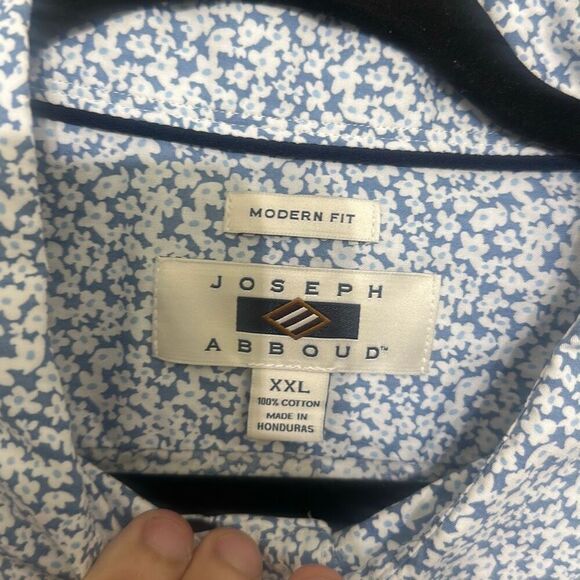 MODERN FIT
JOSEPH
ABBOUD™
XXL
100% COTTON
MADE IN
HONDURAS